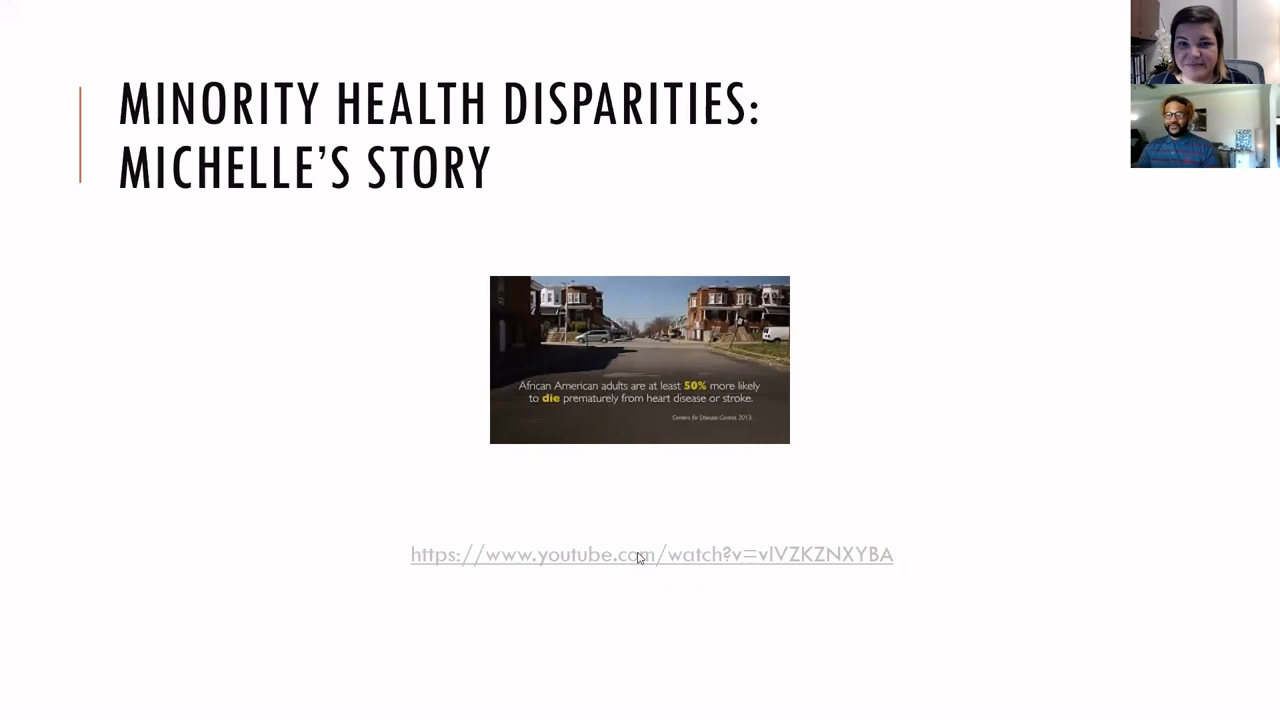 MINORITY HEALTH DISPARITIES:
MICHELLE’S STORY
African American adults are at least 50% more likely
to die prematurely from heart disease or stroke.
Centers for Disease Control 2013.
https://www.youtube.com/watch?v=vlVZKZNXYBA